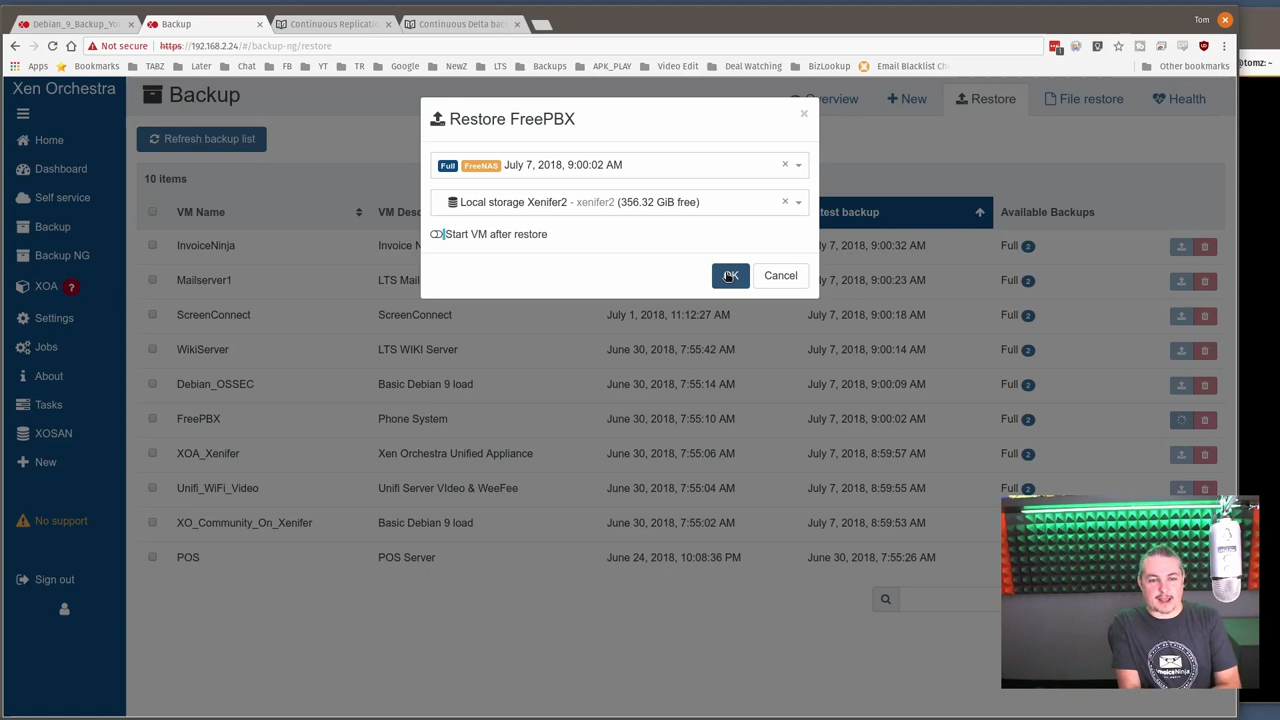 Debian_9_Backup_Yo
Backup
Continuous Replicati
Continuous Delta bac
Tom
Not secure
https://192.168.2.24/#/backup-ng/restore
Apps
Bookmarks
TABZ
Later
Chat
FB
YT
TR
Google
NewZ
LTS
Backups
APK_PLAY
Video Edit
Deal Watching
BizLookup
Email Blacklist Ch
Other bookmarks
@tomz: ~
Xen Orchestra
Home
Dashboard
Self service
Backup
Backup NG
XOA ?
Settings
Jobs
About
Tasks
XOSAN
New
No support
Sign out
Backup
Overview
New
Restore
File restore
Health
Refresh backup list
Restore FreePBX
Full FreeNAS July 7, 2018, 9:00:02 AM
Local storage Xenifer2 - xenifer2 (356.32 GiB free)
Start VM after restore
OK
Cancel
10 items
VM Name VM Desc test backup Available Backups
InvoiceNinja Invoice N July 7, 2018, 9:00:32 AM Full 2
Mailserver1 LTS Mail July 7, 2018, 9:00:23 AM Full 2
ScreenConnect ScreenConnect July 1, 2018, 11:12:27 AM July 7, 2018, 9:00:18 AM Full 2
WikiServer LTS WIKI Server June 30, 2018, 7:55:42 AM July 7, 2018, 9:00:14 AM Full 2
Debian_OSSEC Basic Debian 9 load June 30, 2018, 7:55:14 AM July 7, 2018, 9:00:09 AM Full 2
FreePBX Phone System June 30, 2018, 7:55:10 AM July 7, 2018, 9:00:02 AM Full 2
XOA_Xenifer Xen Orchestra Unified Appliance June 30, 2018, 7:55:06 AM July 7, 2018, 8:59:57 AM Full 2
Unifi_WiFi_Video Unifi Server VIdeo & WeeFee June 30, 2018, 7:55:04 AM July 7, 2018, 8:59:55 AM Full 2
XO_Community_On_Xenifer Basic Debian 9 load June 30, 2018, 7:55:02 AM July 7, 2018, 8:59:53 AM
POS POS Server June 24, 2018, 10:08:36 PM June 30, 2018, 7:55:26 AM